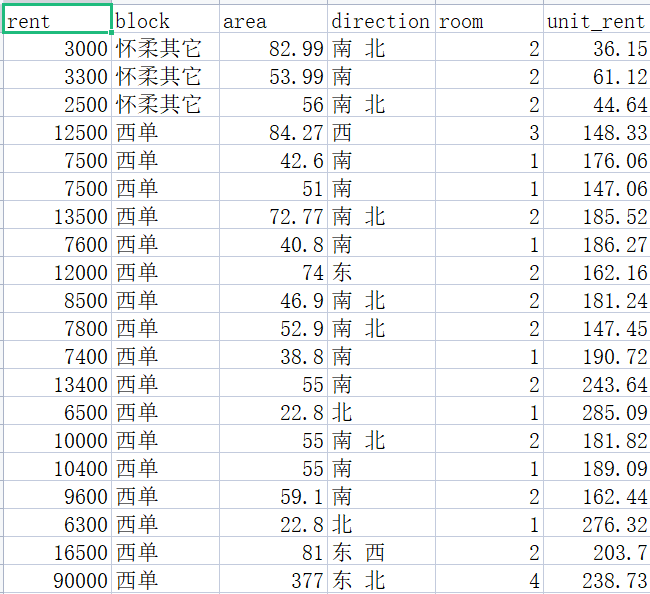 rent block area direction room unit_rent
3000 怀柔其它 82.99 南 北 2 36.15
3300 怀柔其它 53.99 南 2 61.12
2500 怀柔其它 56 南 北 2 44.64
12500 西单 84.27 西 3 148.33
7500 西单 42.6 南 1 176.06
7500 西单 51 南 1 147.06
13500 西单 72.77 南 北 2 185.52
7600 西单 40.8 南 1 186.27
12000 西单 74 东 2 162.16
8500 西单 46.9 南 北 2 181.24
7800 西单 52.9 南 北 2 147.45
7400 西单 38.8 南 1 190.72
13400 西单 55 南 2 243.64
6500 西单 22.8 北 1 285.09
10000 西单 55 南 北 2 181.82
10400 西单 55 南 1 189.09
9600 西单 59.1 南 2 162.44
6300 西单 22.8 北 1 276.32
16500 西单 81 东 西 2 203.7
90000 西单 377 东 北 4 238.73